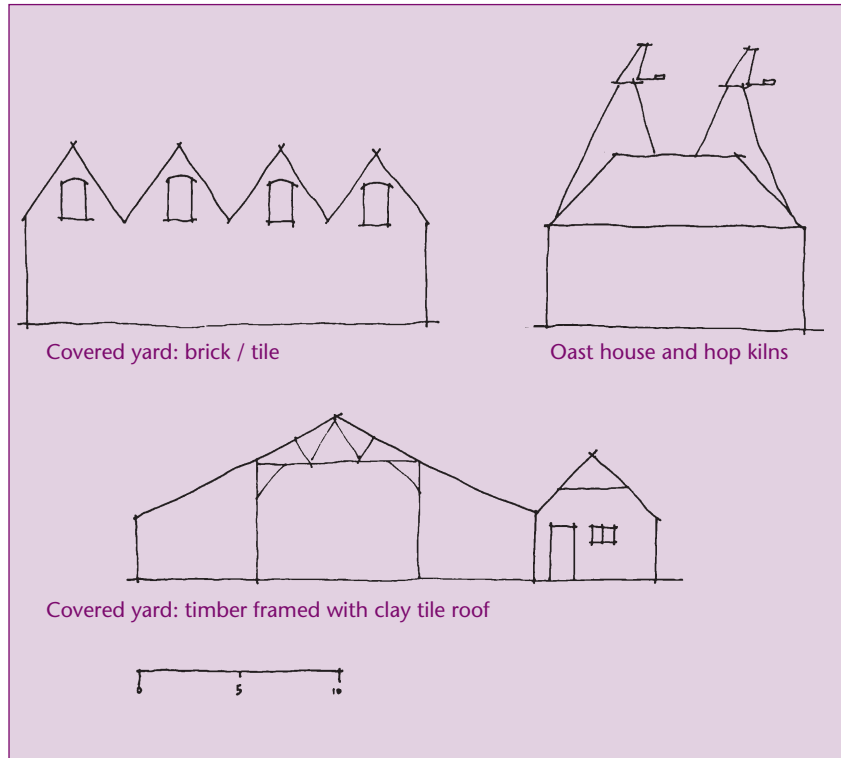 Covered yard: brick / tile
Oast house and hop kilns
Covered yard: timber framed with clay tile roof
0 5 10